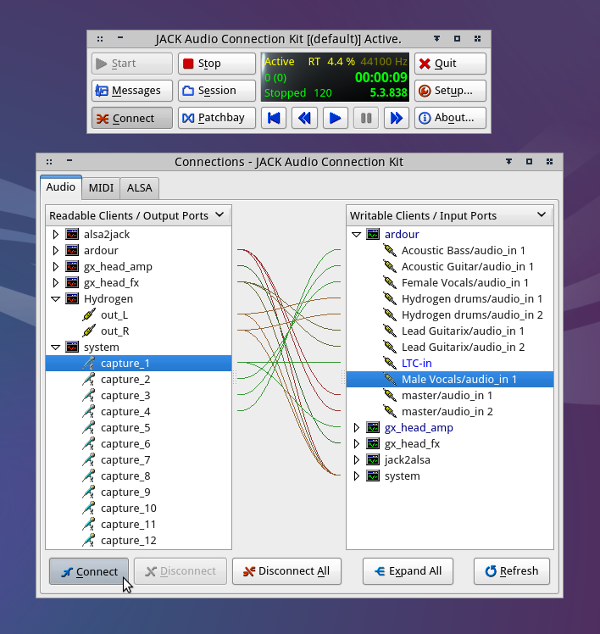 JACK Audio Connection Kit [(default)] Active.
Start
Stop
Active RT 4.4 % 44100 Hz
Quit
0 (0) 00:00:09
Messages
Session
Stopped 120 5.3.838
Setup...
Connect
Patchbay
About...
Connections - JACK Audio Connection Kit
Audio MIDI ALSA
Readable Clients / Output Ports
alsa2jack
ardour
gx_head_amp
gx_head_fx
Hydrogen
out_L
out_R
system
capture_1
capture_2
capture_3
capture_4
capture_5
capture_6
capture_7
capture_8
capture_9
capture_10
capture_11
capture_12
Writable Clients / Input Ports
ardour
Acoustic Bass/audio_in 1
Acoustic Guitar/audio_in 1
Female Vocals/audio_in 1
Hydrogen drums/audio_in 1
Hydrogen drums/audio_in 2
Lead Guitarix/audio_in 1
Lead Guitarix/audio_in 2
LTC-in
Male Vocals/audio_in 1
master/audio_in 1
master/audio_in 2
gx_head_amp
gx_head_fx
jack2alsa
system
Connect
Disconnect
Disconnect All
Expand All
Refresh